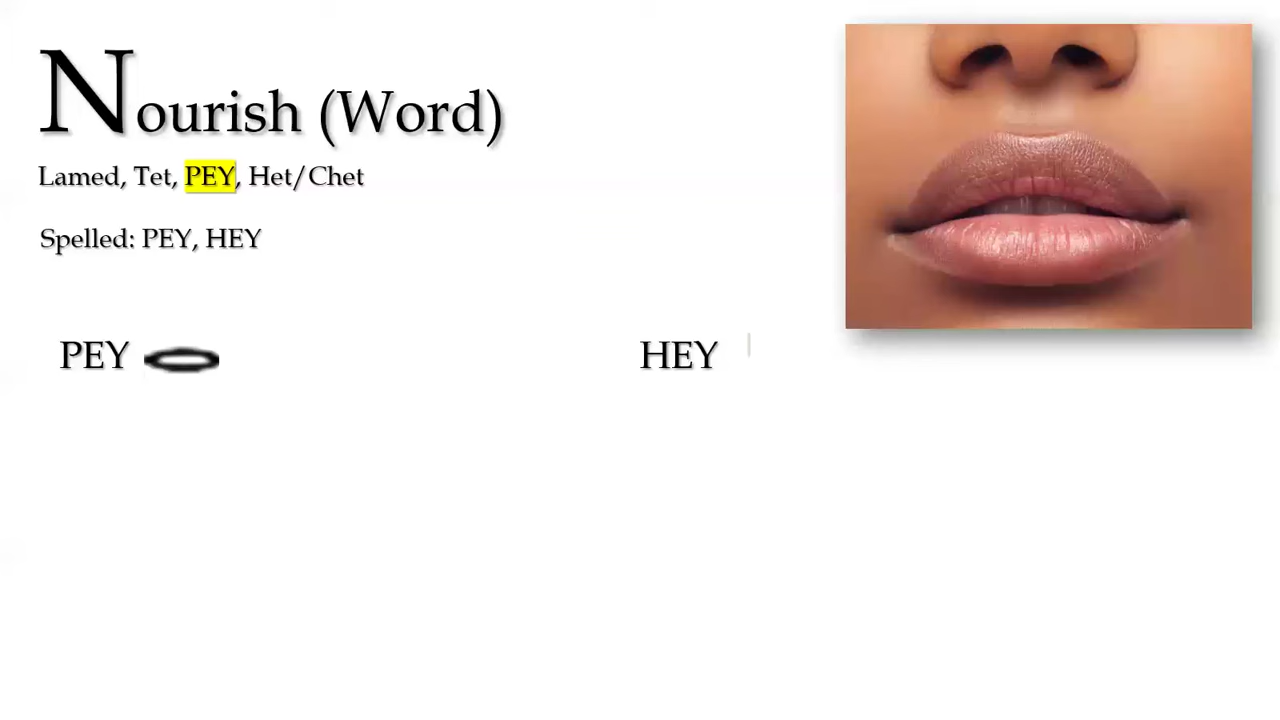 Nourish (Word)
Lamed, Tet, PEY, Het/Chet
Spelled: PEY, HEY
PEY
HEY